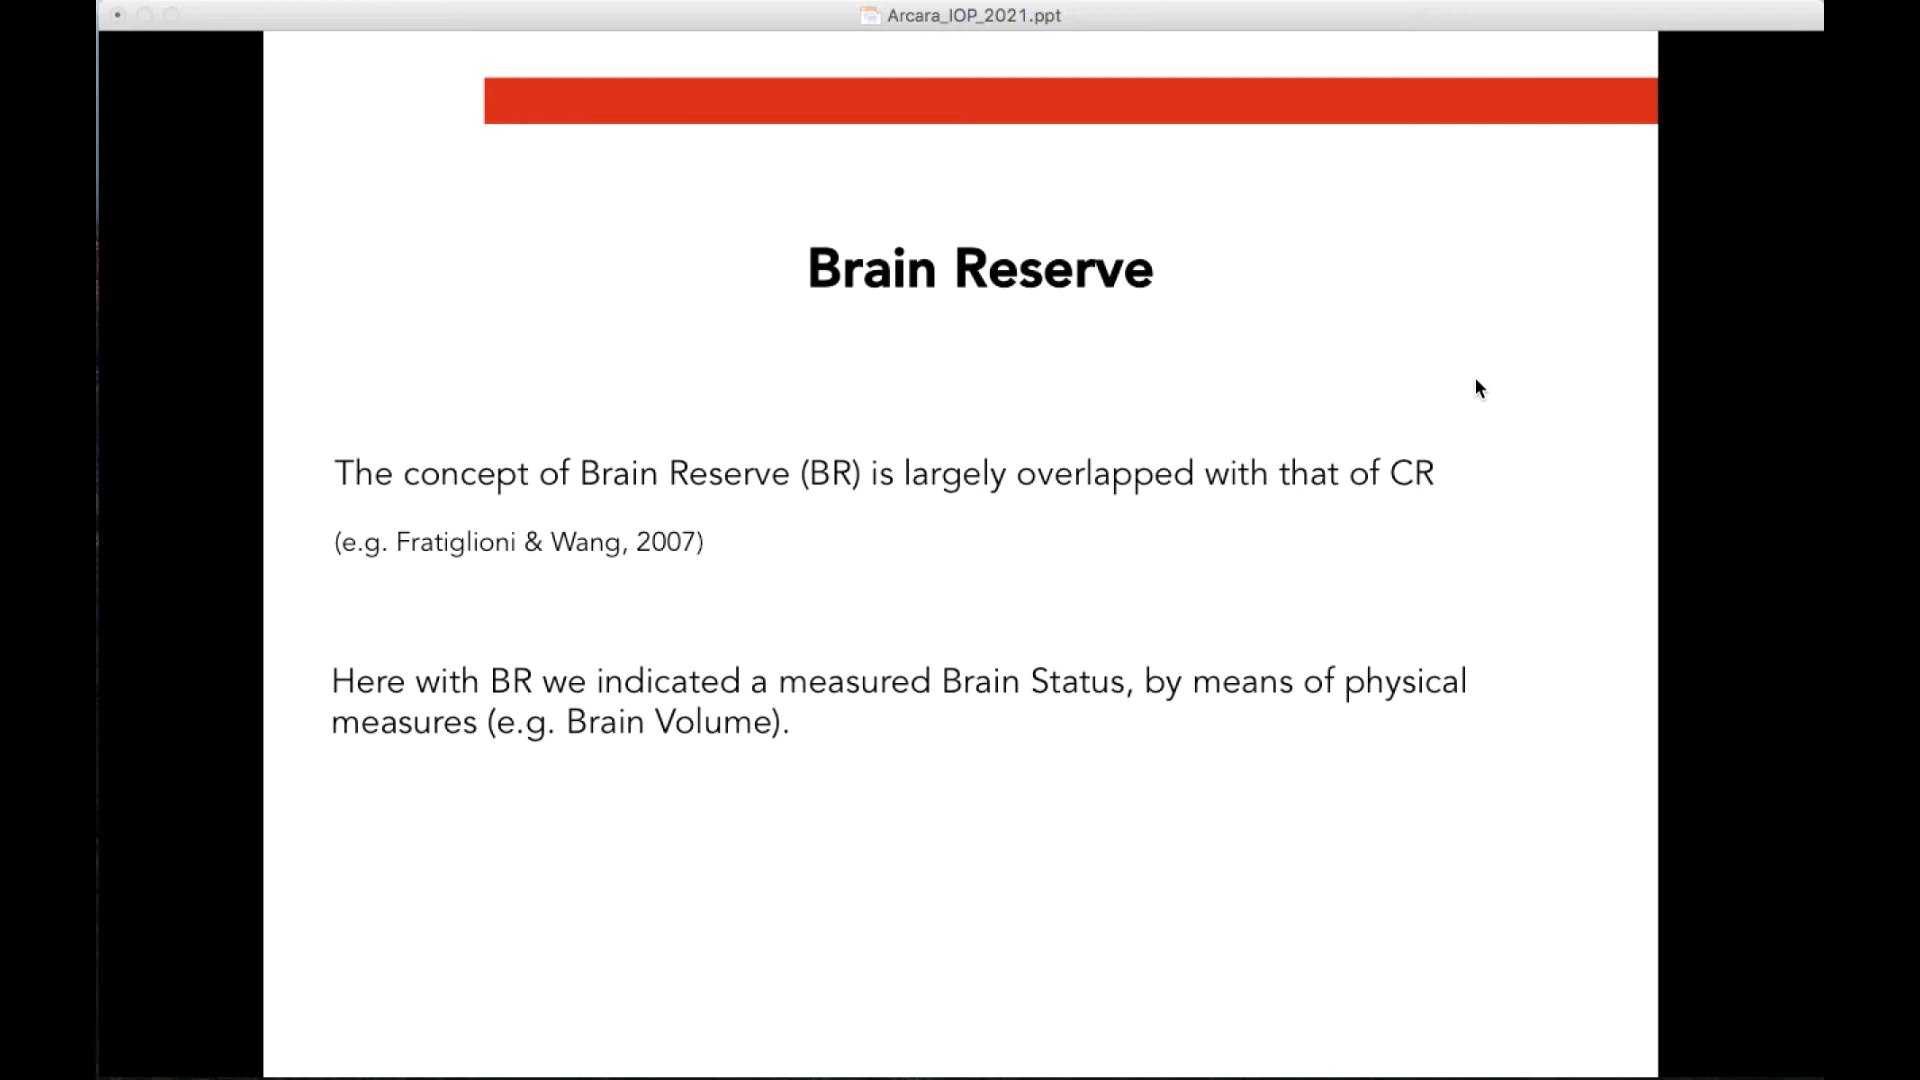 Arcara_IOP_2021.ppt
Brain Reserve
The concept of Brain Reserve (BR) is largely overlapped with that of CR
(e.g. Fratiglioni & Wang, 2007)
Here with BR we indicated a measured Brain Status, by means of physical
measures (e.g. Brain Volume).